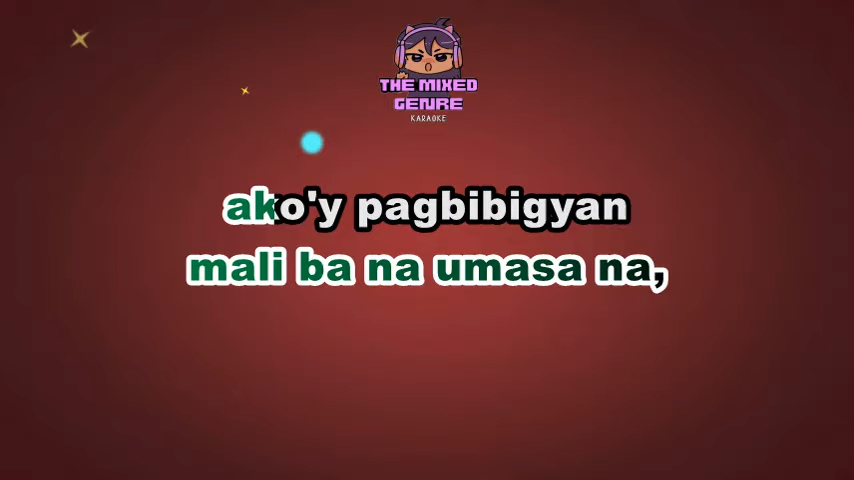 THE MIXED
GENRE
KARAOKE
ako'y pagbibigyan
mali ba na umasa na,